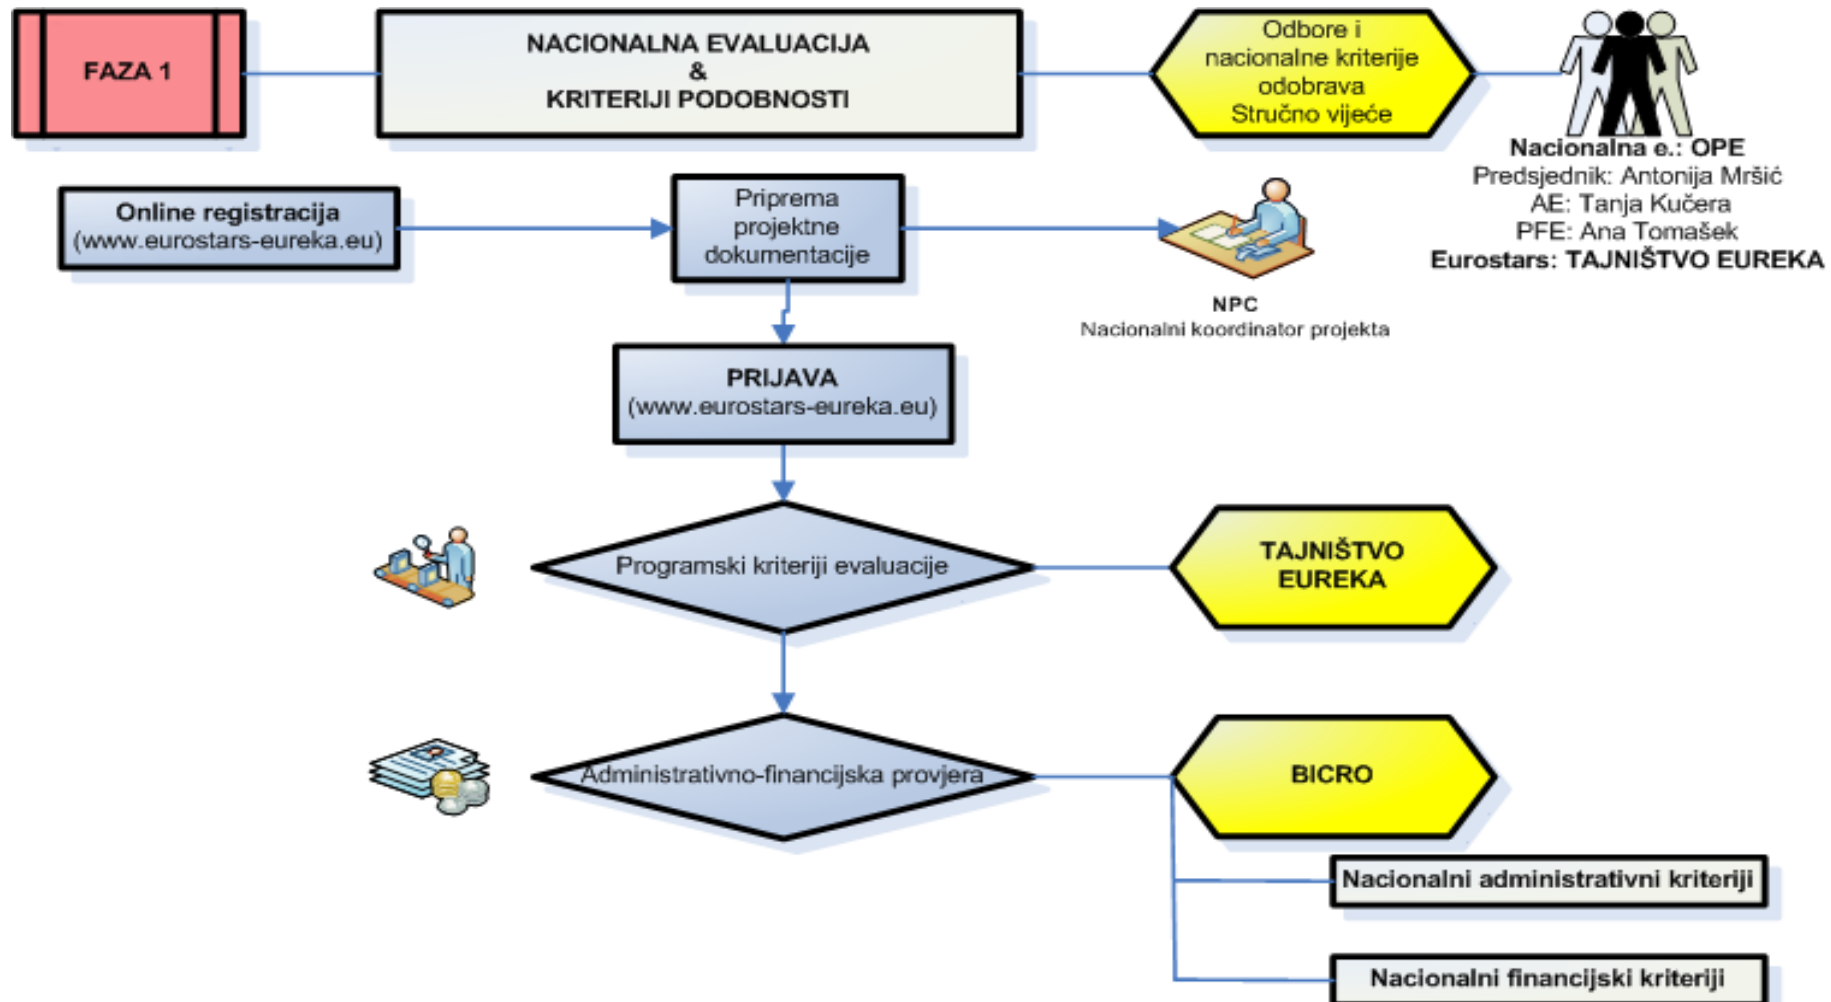 FAZA 1
NACIONALNA EVALUACIJA
&
KRITERIJI PODOBNOSTI
Odbore i
nacionalne kriterije
odobrava
Stručno vijeće
Nacionalna e.: OPE
Predsjednik: Antonija Mršić
AE: Tanja Kučera
PFE: Ana Tomašek
Eurostars: TAJNIŠTVO EUREKA
Online registracija
(www.eurostars-eureka.eu)
Priprema
projektne
dokumentacije
NPC
Nacionalni koordinator projekta
PRIJAVA
(www.eurostars-eureka.eu)
Programski kriteriji evaluacije
TAJNIŠTVO
EUREKA
Administrativno-financijska provjera
BICRO
Nacionalni administrativni kriteriji
Nacionalni financijski kriteriji